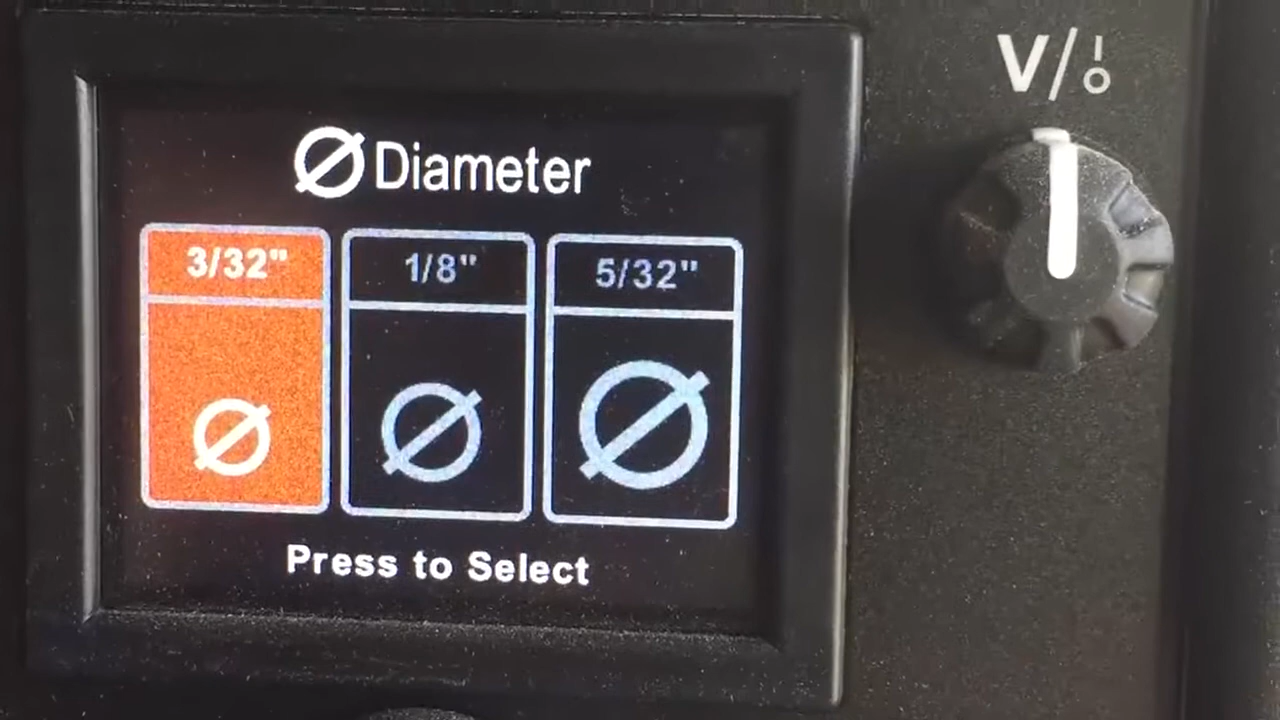 V/
Ø Diameter
3/32" 1/8" 5/32"
Ø Ø Ø
Press to Select